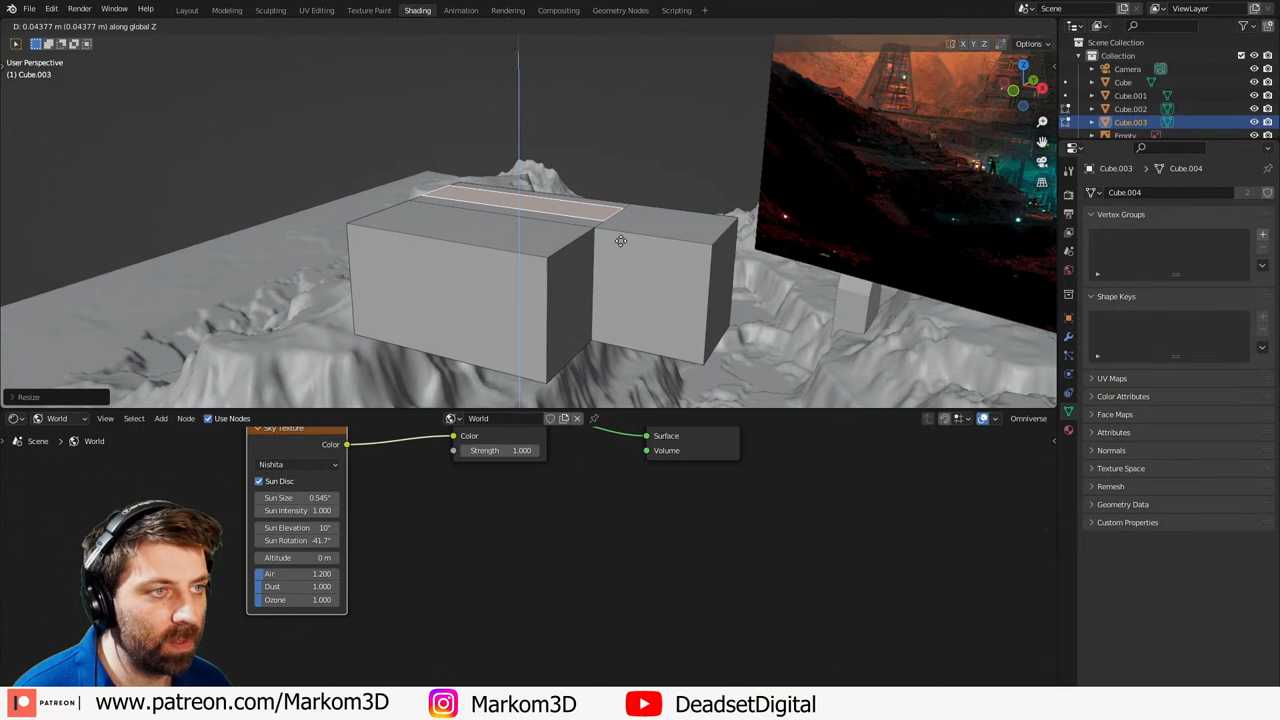 File Edit Render Window Help
Layout Modeling Sculpting UV Editing Texture Paint Shading Animation Rendering Compositing Geometry Nodes Scripting
Scene ViewLayer
D: 0.04377 m (0.04377 m) along global Z
X Y Z Options
User Perspective
(1) Cube.003
Z
X
Y
Resize
Scene Collection
Collection
Camera
Cube
Cube.001
Cube.002
Cube.003
Empty
Cube.003 Cube.004
Cube.004 2
Vertex Groups
Shape Keys
UV Maps
Color Attributes
Face Maps
Attributes
Normals
Texture Space
Remesh
Geometry Data
Custom Properties
World View Select Add Node Use Nodes World Omniverse
Scene World
Sky Texture
Color
Nishita
Sun Disc
Sun Size 0.545°
Sun Intensity 1.000
Sun Elevation 10°
Sun Rotation -41.7°
Altitude 0 m
Air 1.200
Dust 1.000
Ozone 1.000
Color
Strength 1.000
Surface
Volume
PATREON www.patreon.com/Markom3D Markom3D DeadsetDigital